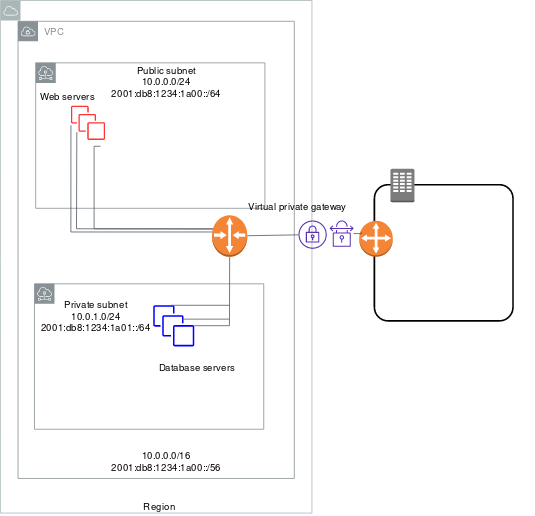 VPC
Public subnet
10.0.0.0/24
2001:db8:1234:1a00::/64
Web servers
Virtual private gateway
Private subnet
10.0.1.0/24
2001:db8:1234:1a01::/64
Database servers
10.0.0.0/16
2001:db8:1234:1a00::/56
Region